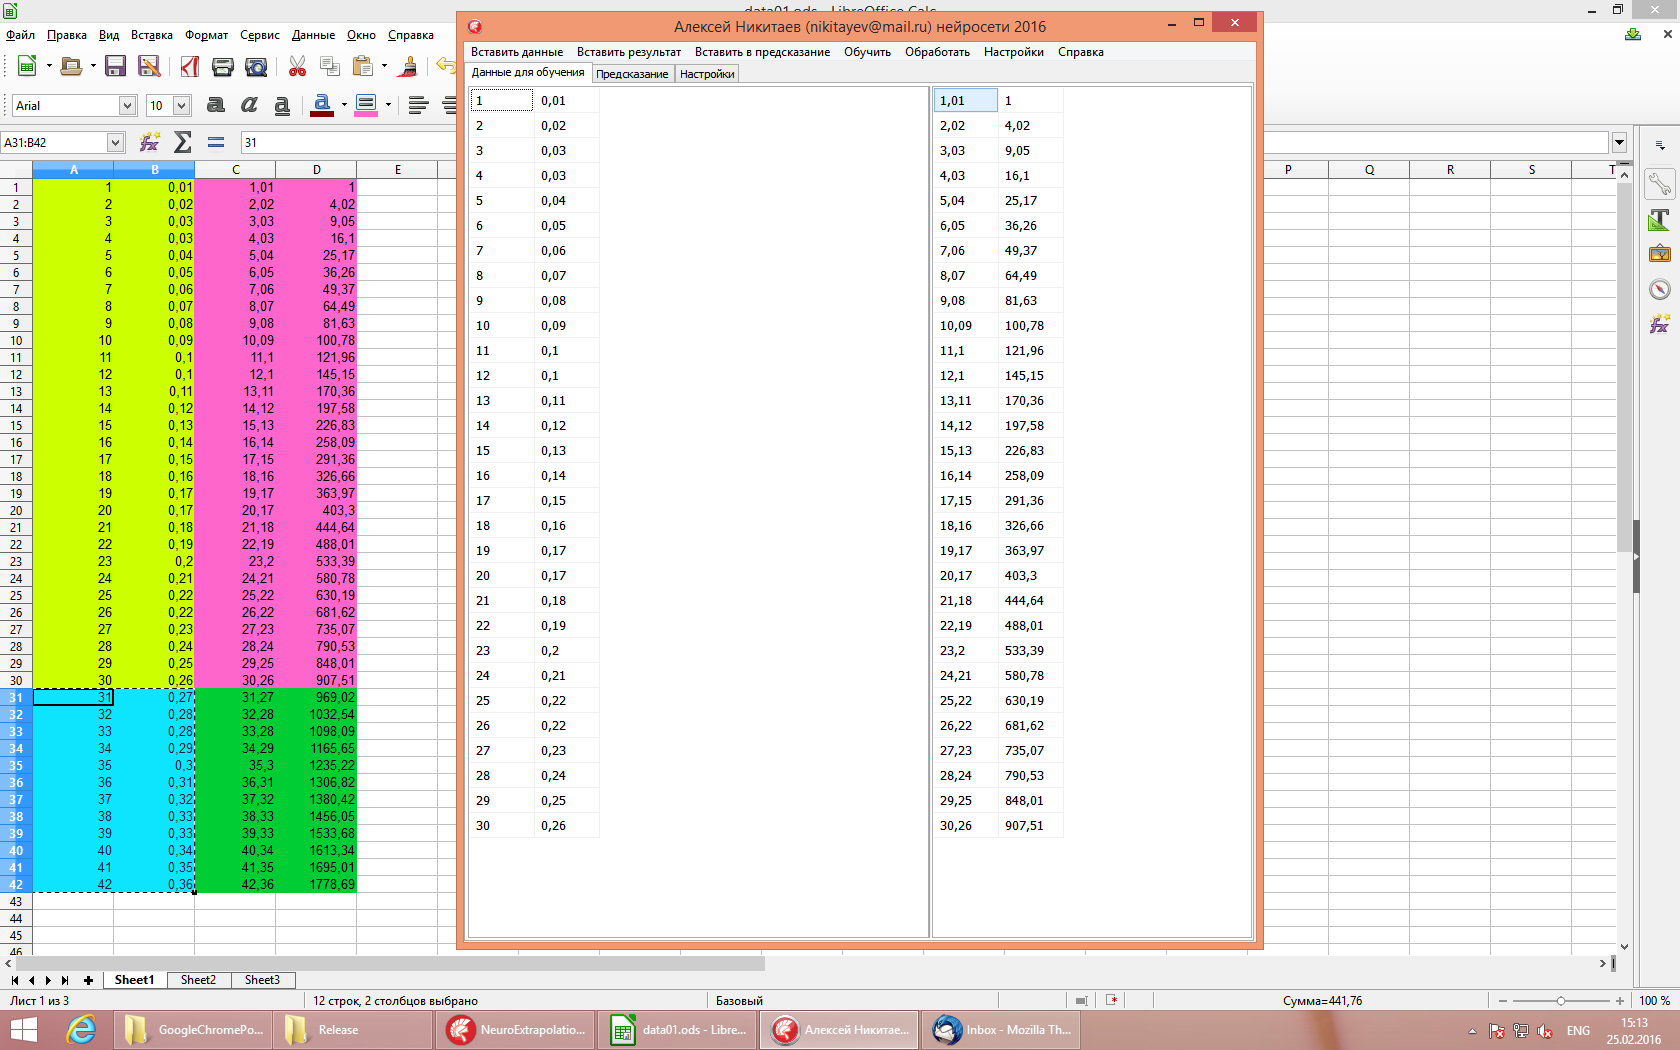 data01.ods - LibreOffice Calc
Файл Правка Вид Вставка Формат Сервис Данные Окно Справка
Arial 10
A31:B42 31
A B C D E P Q R S T
1 1 0,01 1,01 1
2 2 0,02 2,02 4,02
3 3 0,03 3,03 9,05
4 4 0,03 4,03 16,1
5 5 0,04 5,04 25,17
6 6 0,05 6,05 36,26
7 7 0,06 7,06 49,37
8 8 0,07 8,07 64,49
9 9 0,08 9,08 81,63
10 10 0,09 10,09 100,78
11 11 0,1 11,1 121,96
12 12 0,1 12,1 145,15
13 13 0,11 13,11 170,36
14 14 0,12 14,12 197,58
15 15 0,13 15,13 226,83
16 16 0,14 16,14 258,09
17 17 0,15 17,15 291,36
18 18 0,16 18,16 326,66
19 19 0,17 19,17 363,97
20 20 0,17 20,17 403,3
21 21 0,18 21,18 444,64
22 22 0,19 22,19 488,01
23 23 0,2 23,2 533,39
24 24 0,21 24,21 580,78
25 25 0,22 25,22 630,19
26 26 0,22 26,22 681,62
27 27 0,23 27,23 735,07
28 28 0,24 28,24 790,53
29 29 0,25 29,25 848,01
30 30 0,26 30,26 907,51
31 31 0,27 31,27 969,02
32 32 0,28 32,28 1032,54
33 33 0,28 33,28 1098,09
34 34 0,29 34,29 1165,65
35 35 0,3 35,3 1235,22
36 36 0,31 36,31 1306,82
37 37 0,32 37,32 1380,42
38 38 0,33 38,33 1456,05
39 39 0,33 39,33 1533,68
40 40 0,34 40,34 1613,34
41 41 0,35 41,35 1695,01
42 42 0,36 42,36 1778,69
43
44
45
46
Алексей Никитаев (nikitayev@mail.ru) нейросети 2016
Вставить данные Вставить результат Вставить в предсказание Обучить Обработать Настройки Справка
Данные для обучения Предсказание Настройки
1 0,01 1,01 1
2 0,02 2,02 4,02
3 0,03 3,03 9,05
4 0,03 4,03 16,1
5 0,04 5,04 25,17
6 0,05 6,05 36,26
7 0,06 7,06 49,37
8 0,07 8,07 64,49
9 0,08 9,08 81,63
10 0,09 10,09 100,78
11 0,1 11,1 121,96
12 0,1 12,1 145,15
13 0,11 13,11 170,36
14 0,12 14,12 197,58
15 0,13 15,13 226,83
16 0,14 16,14 258,09
17 0,15 17,15 291,36
18 0,16 18,16 326,66
19 0,17 19,17 363,97
20 0,17 20,17 403,3
21 0,18 21,18 444,64
22 0,19 22,19 488,01
23 0,2 23,2 533,39
24 0,21 24,21 580,78
25 0,22 25,22 630,19
26 0,22 26,22 681,62
27 0,23 27,23 735,07
28 0,24 28,24 790,53
29 0,25 29,25 848,01
30 0,26 30,26 907,51
Sheet1 Sheet2 Sheet3
Лист 1 из 3 12 строк, 2 столбцов выбрано Базовый Сумма=441,76 100 %
GoogleChromePo... Release NeuroExtrapolatio... data01.ods - Libre... Алексей Никитае... Inbox - Mozilla Th... ENG 15:13
25.02.2016